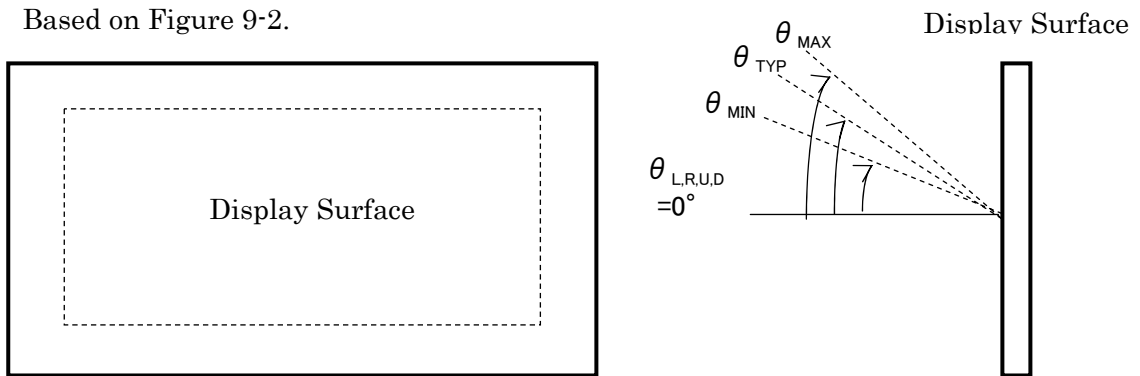 Based on Figure 9-2.
Display Surface
Display Surface
θ MAX
θ TYP
θ MIN
θ L,R,U,D
=0°